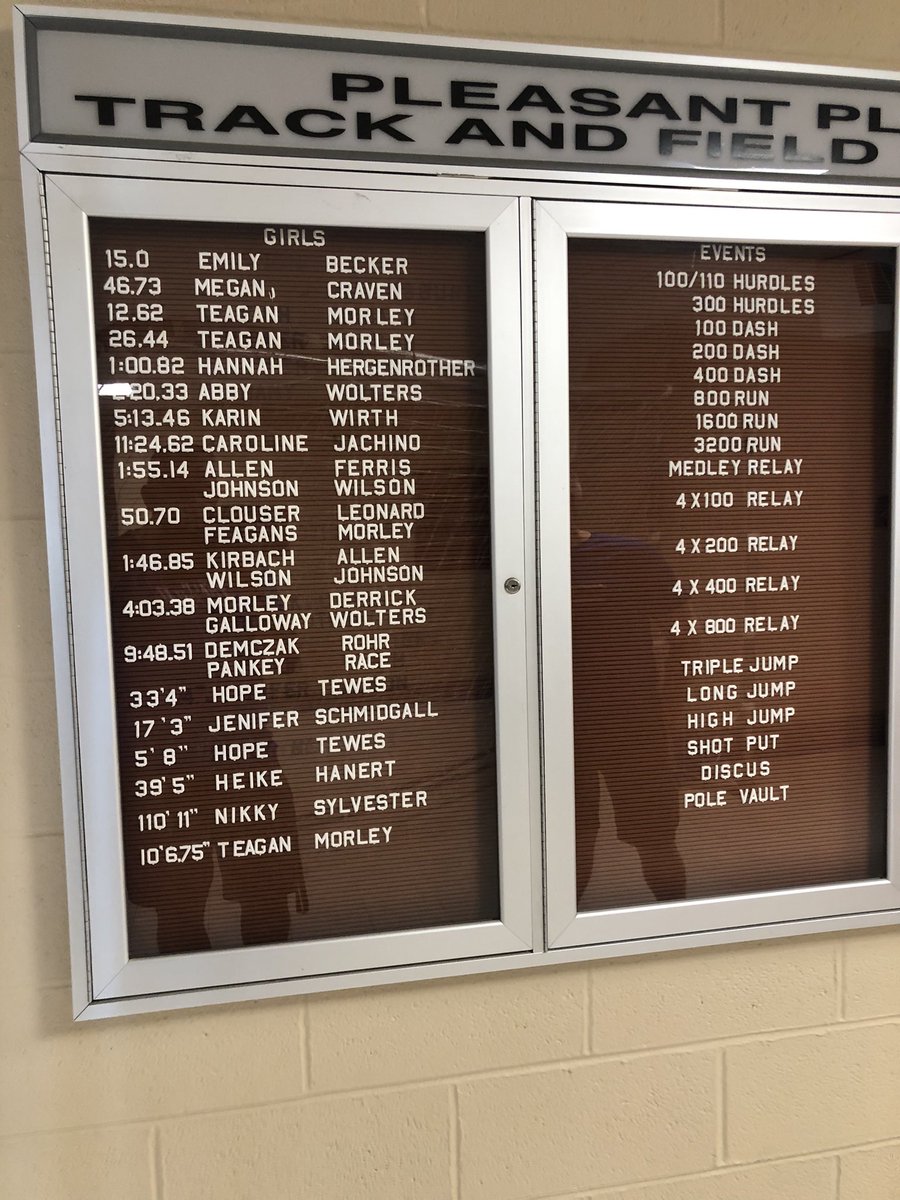 PLEASANT PL
TRACK AND FIELD
GIRLS
15.0 EMILY BECKER
46.73 MEGAN BECKER CRAVEN
12.62 TEAGAN MORLEY
26.44 TEAGAN MORLEY
1:00.82 HANNAH HERGENROTHER
20.33 ABBY WOLTERS
5:13.46 KARIN WIRTH
11:24.62 CAROLINE JACHINO
1:55.14 ALLEN FERRIS
JOHNSON WILSON
50.70 CLOUSER LEONARD
FEAGANS MORLEY
1:46.85 KIRBACH ALLEN
WILSON JOHNSON
4:03.38 MORLEY DERRICK
GALLOWAY WOLTERS
9:48.51 DEMCZAK ROHR
PANKEY RACE
33'4" HOPE TEWES
17'3" JENIFER SCHMIDGALL
5' 8" HOPE TEWES
39'5" HEIKE HANERT
110' 11" NIKKY SYLVESTER
10'6.75" TEAGAN MORLEY
EVENTS
100/110 HURDLES
300 HURDLES
100 DASH
200 DASH
400 DASH
800 RUN
1600 RUN
3200 RUN
MEDLEY RELAY
4X100 RELAY
4 X 200 RELAY
4 X 400 RELAY
4 X 800 RELAY
TRIPLE JUMP
LONG JUMP
HIGH JUMP
SHOT PUT
DISCUS
POLE VAULT